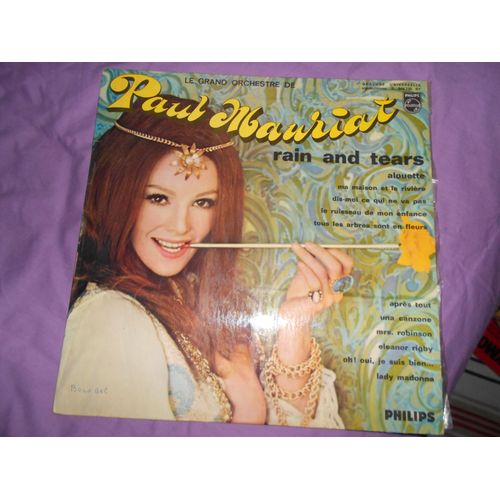 LE GRAND ORCHESTRE DE
Paul Mauriat
PHILIPS
rain and tears
alouette
ma maison et la rivière
dis-moi ce qui ne va pas
le ruisseau de mon enfance
tous les arbres sont en fleurs
après tout
una canzone
mrs. robinson
eleanor rigby
oh! oui, je suis bien...
lady madonna
PHILIPS